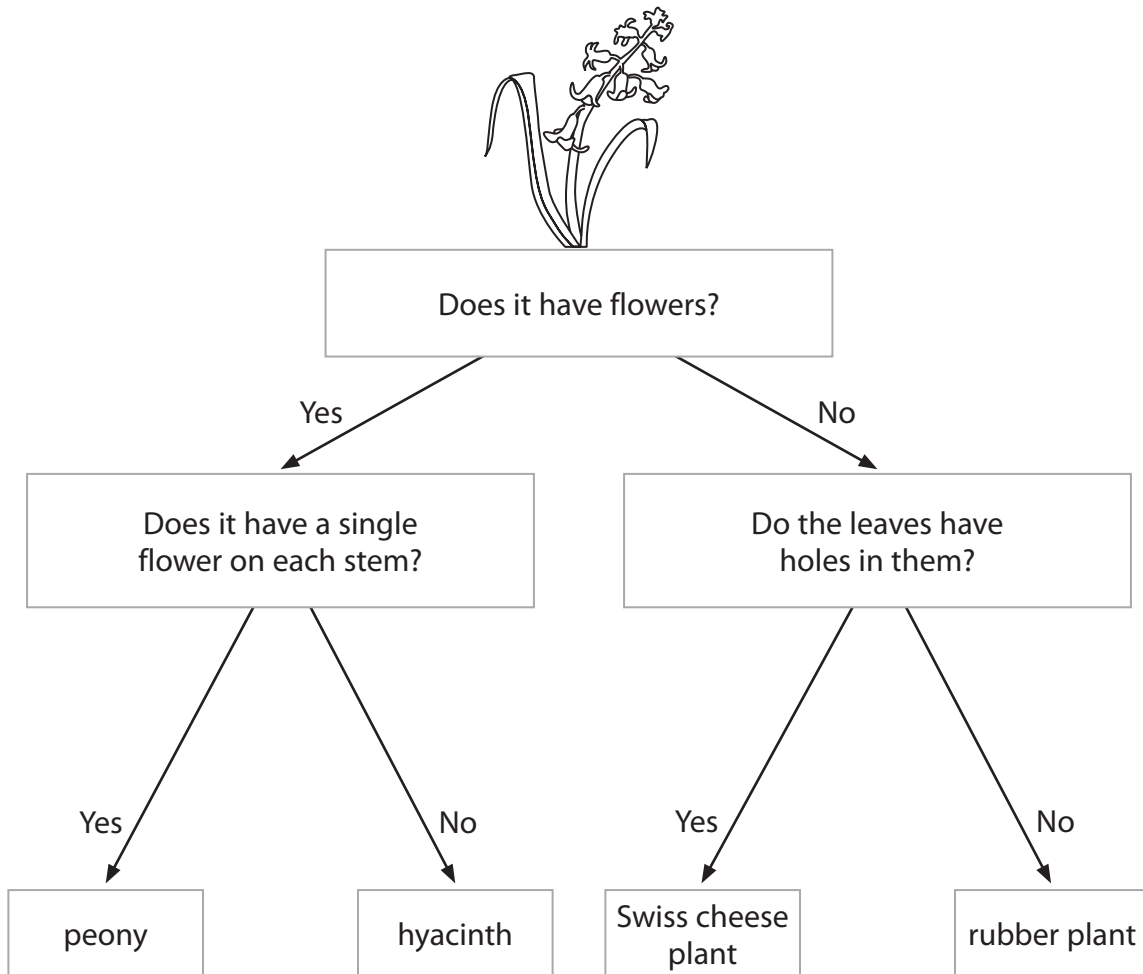 Does it have flowers?
Yes
No
Does it have a single
flower on each stem?
Do the leaves have
holes in them?
Yes
No
Yes
No
peony
hyacinth
Swiss cheese
plant
rubber plant